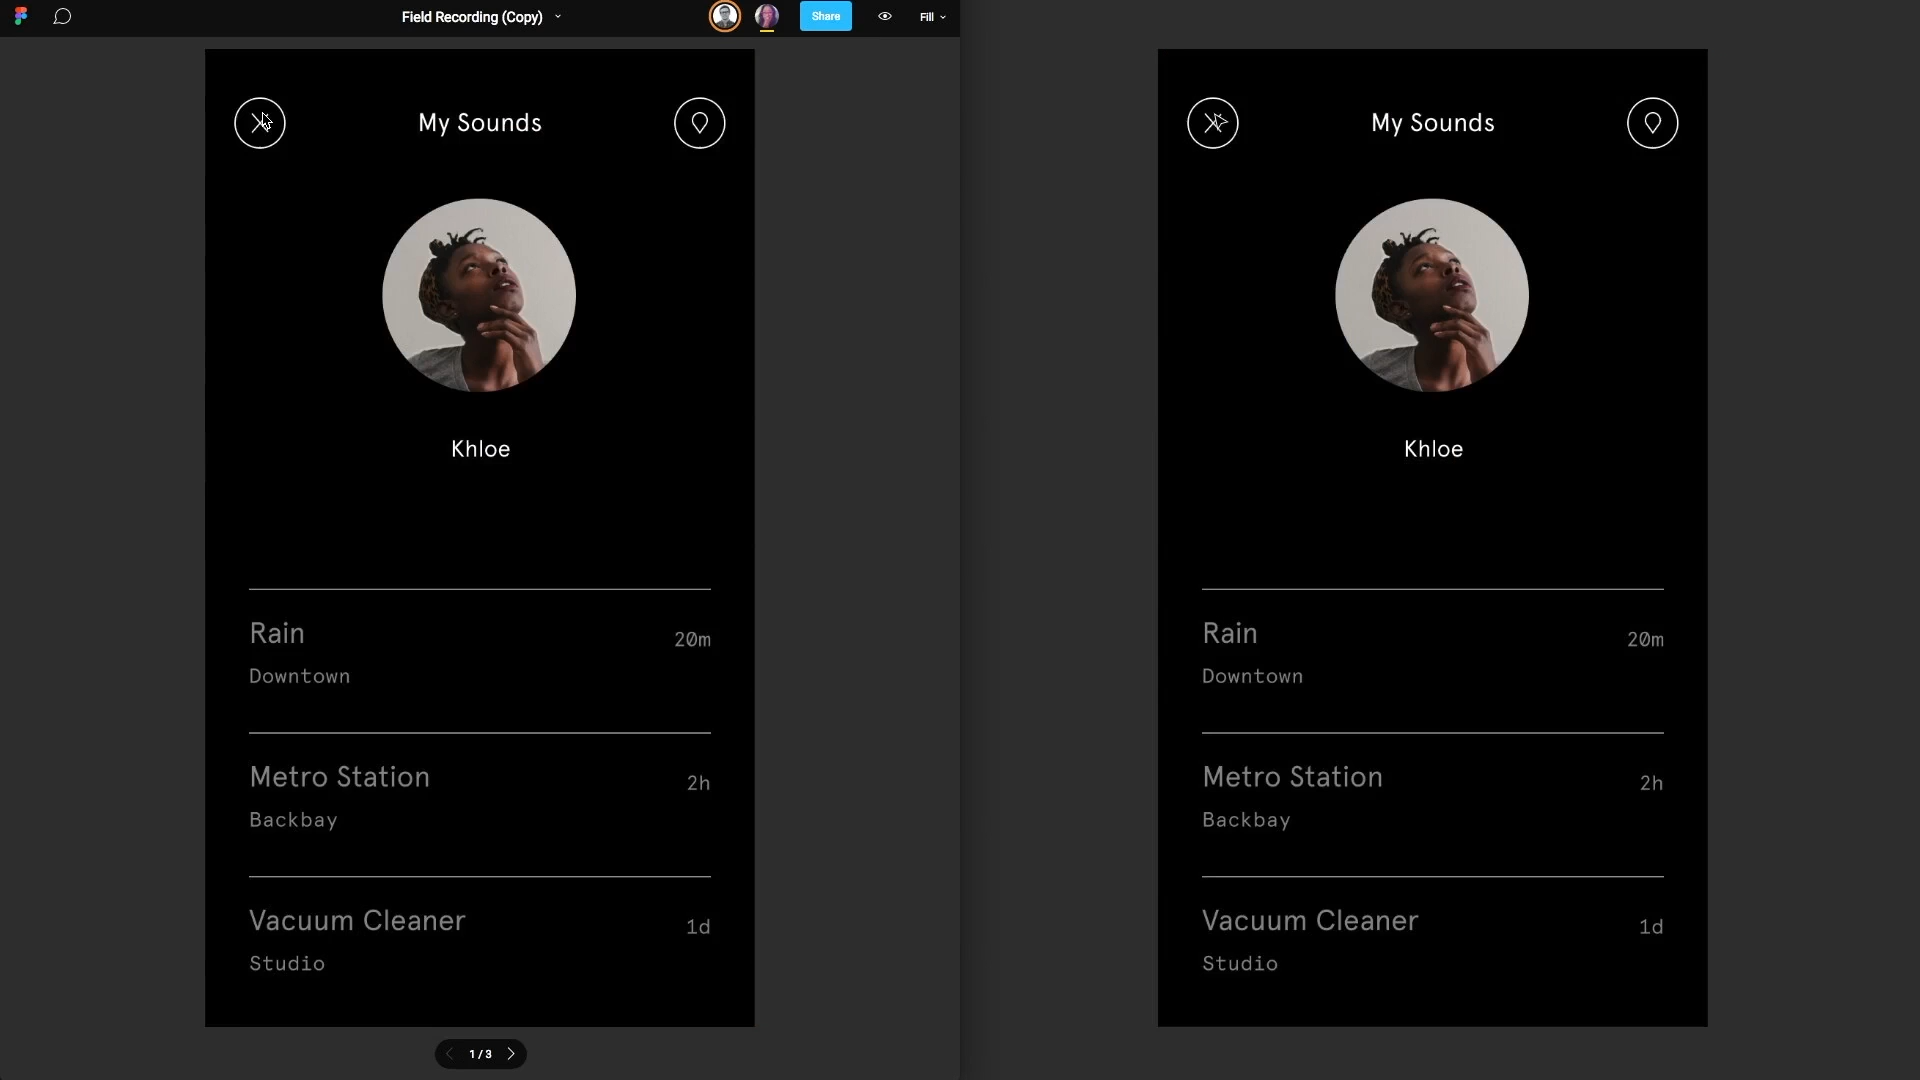 Field Recording (Copy)
Share
Fill
My Sounds
Khloe
Rain
20m
Downtown
Metro Station
2h
Backbay
Vacuum Cleaner
1d
Studio
1 / 3
My Sounds
Khloe
Rain
20m
Downtown
Metro Station
2h
Backbay
Vacuum Cleaner
1d
Studio